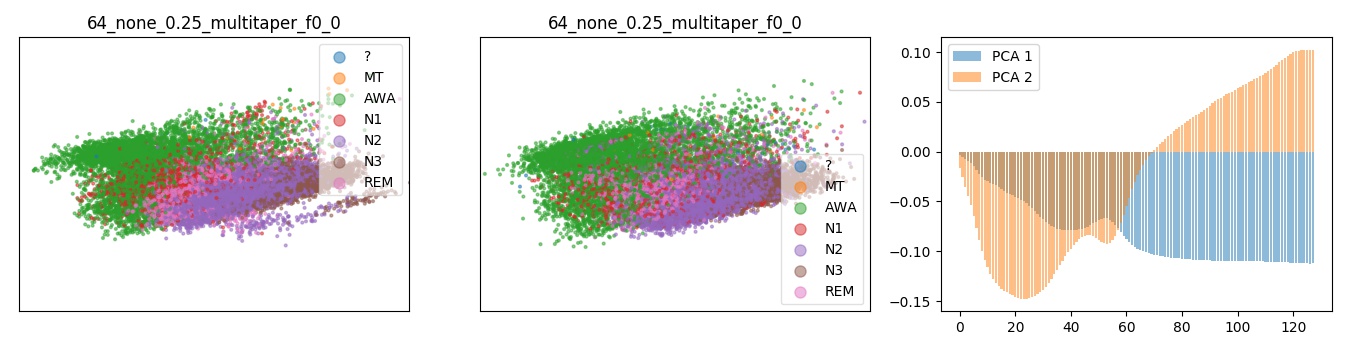 64_none_0.25_multitaper_f0_0
?
MT
AWA
N1
N2
N3
REM
64_none_0.25_multitaper_f0_0
?
MT
AWA
N1
N2
N3
REM
PCA 1
PCA 2
0.10
0.05
0.00
−0.05
−0.10
−0.15
0 20 40 60 80 100 120